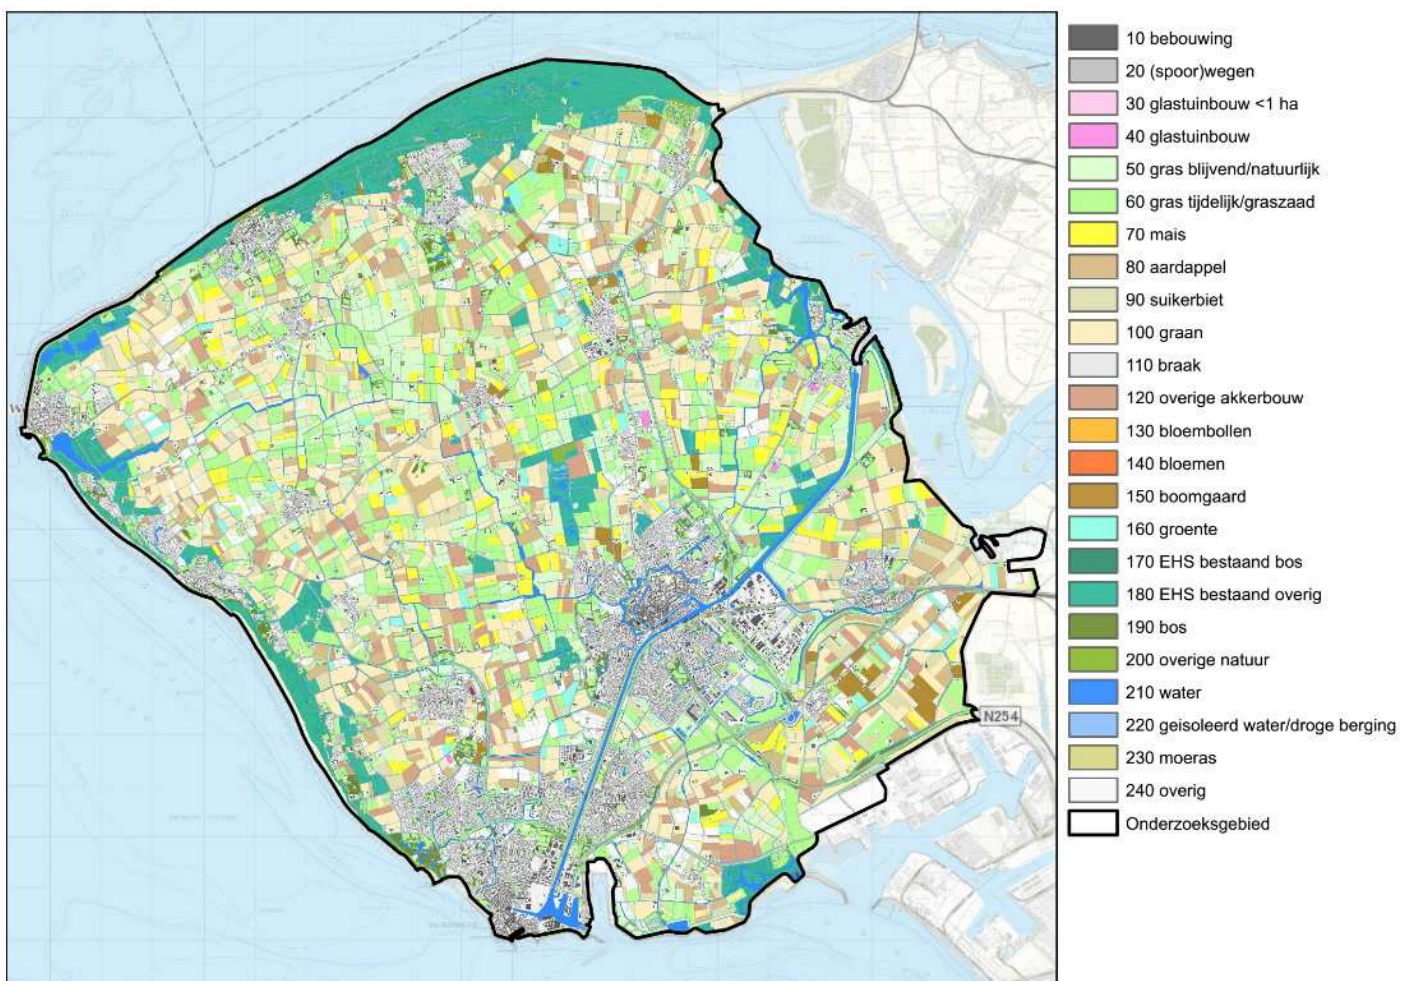 10 bebouwing
20 (spoor)wegen
30 glastuinbouw <1 ha
40 glastuinbouw
50 gras blijvend/natuurlijk
60 gras tijdelijk/graszaad
70 mais
80 aardappel
90 suikerbiet
100 graan
110 braak
120 overige akkerbouw
130 bloembollen
140 bloemen
150 boomgaard
160 groente
170 EHS bestaand bos
180 EHS bestaand overig
190 bos
200 overige natuur
210 water
220 geisoleerd water/droge berging
230 moeras
240 overig
Onderzoeksgebied
N254